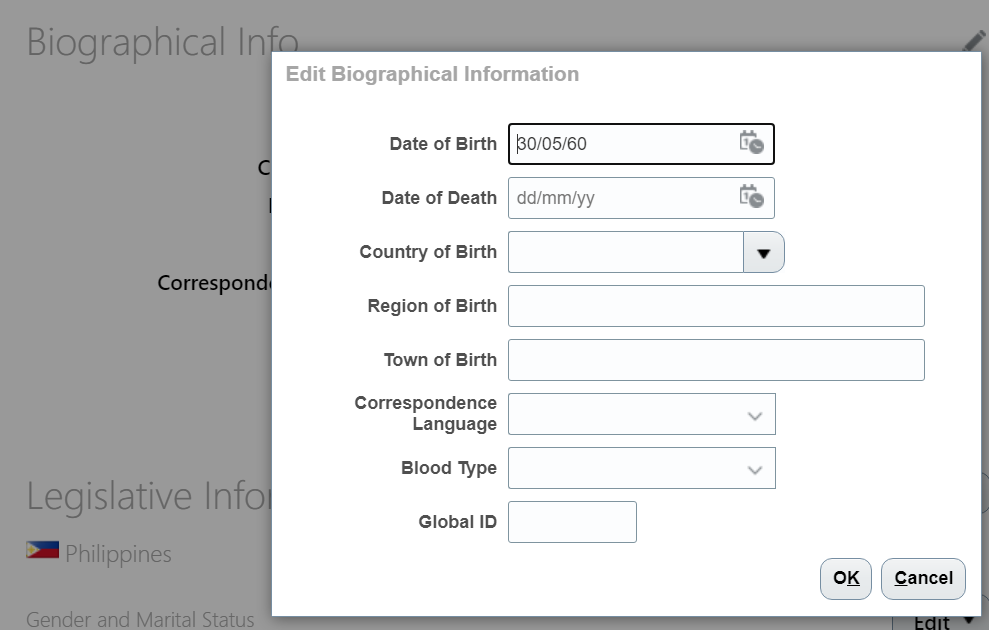 Biographical Info
Edit Biographical Information
Date of Birth 30/05/60
Date of Death dd/mm/yy
Country of Birth
Region of Birth
Correspond
Town of Birth
Correspondence
Language
Blood Type
Legislative Infor
Global ID
Philippines
OK Cancel
Gender and Marital Status
Edit